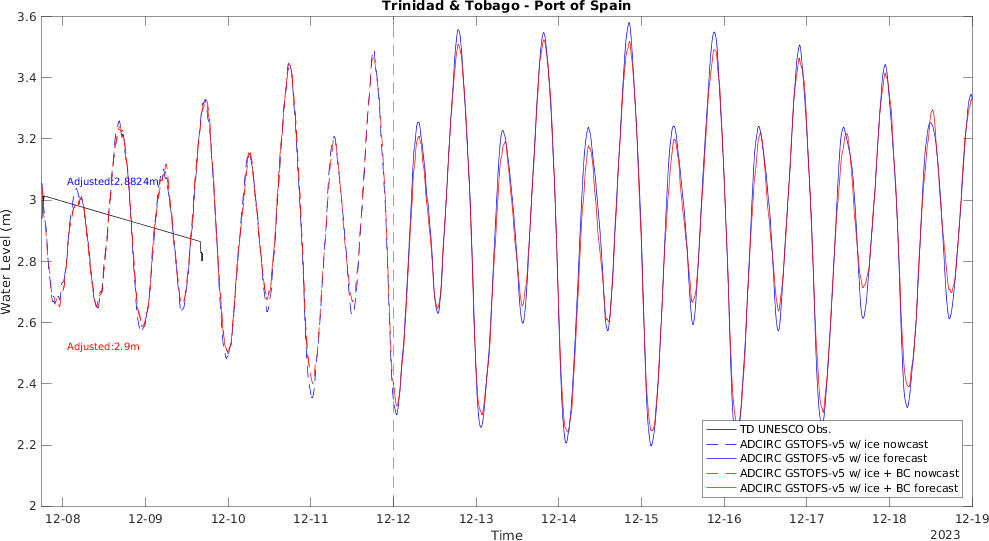 Trinidad & Tobago - Port of Spain
3.6
3.4
3.2
3
2.8
2.6
2.4
2.2
2
Water Level (m)
Adjusted:2.8824m
Adjusted:2.9m
TD UNESCO Obs.
ADCIRC GSTOFS-v5 w/ ice nowcast
ADCIRC GSTOFS-v5 w/ ice forecast
ADCIRC GSTOFS-v5 w/ ice + BC nowcast
ADCIRC GSTOFS-v5 w/ ice + BC forecast
12-08 12-09 12-10 12-11 12-12 12-13 12-14 12-15 12-16 12-17 12-18 12-19
Time
2023